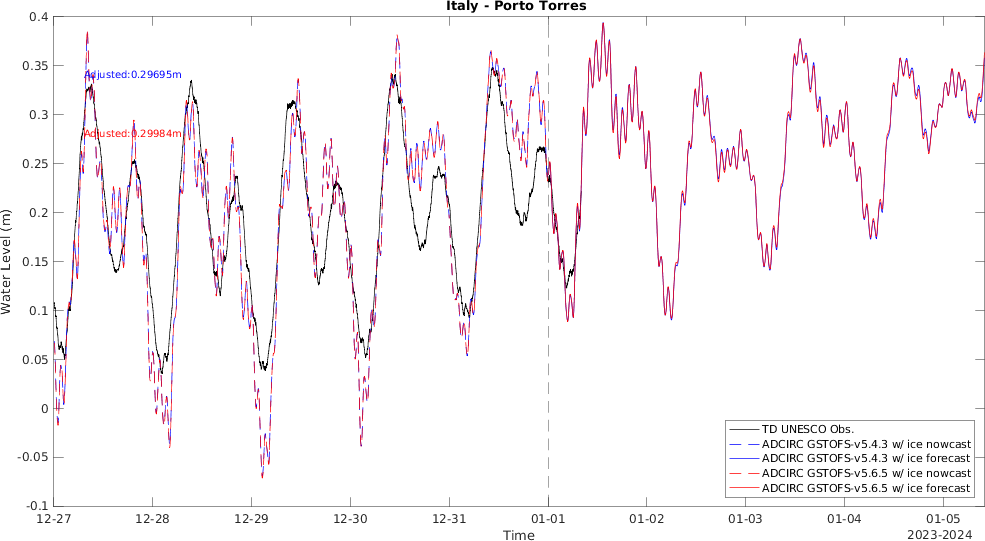 Italy - Porto Torres
Water Level (m)
0.4
0.35
0.3
0.25
0.2
0.15
0.1
0.05
0
-0.05
-0.1
Adjusted:0.29695m
Adjusted:0.29984m
TD UNESCO Obs.
ADCIRC GSTOFS-v5.4.3 w/ ice nowcast
ADCIRC GSTOFS-v5.4.3 w/ ice forecast
ADCIRC GSTOFS-v5.6.5 w/ ice nowcast
ADCIRC GSTOFS-v5.6.5 w/ ice forecast
12-27 12-28 12-29 12-30 12-31 01-01 01-02 01-03 01-04 01-05
Time
2023-2024